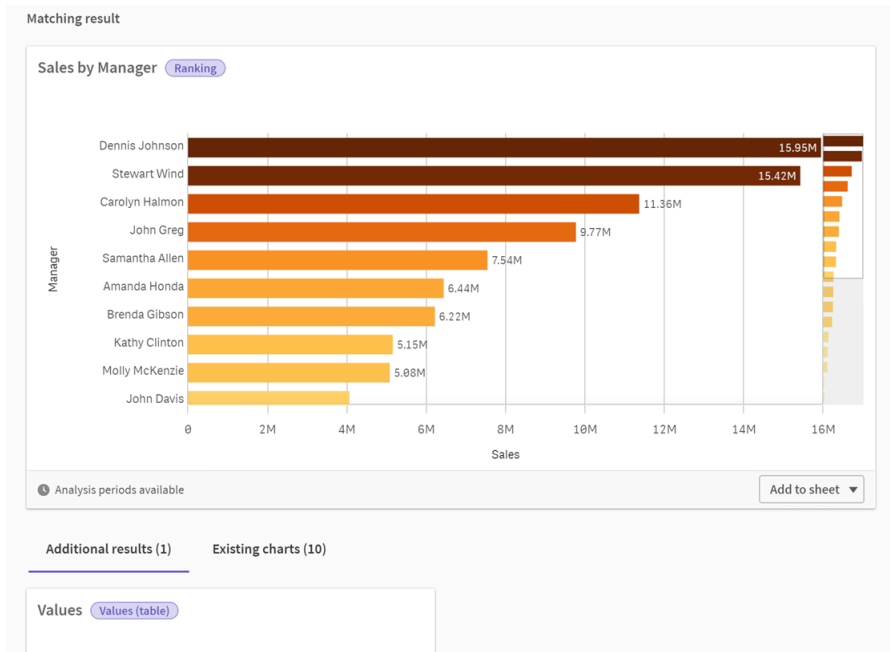 Matching result
Sales by Manager Ranking
Dennis Johnson 15.95M
Stewart Wind 15.42M
Carolyn Halmon 11.36M
John Greg 9.77M
Samantha Allen 7.54M
Amanda Honda 6.44M
Brenda Gibson 6.22M
Kathy Clinton 5.15M
Molly McKenzie 5.08M
John Davis
Manager
0 2M 4M 6M 8M 10M 12M 14M 16M
Sales
Analysis periods available Add to sheet
Additional results (1) Existing charts (10)
Values Values (table)